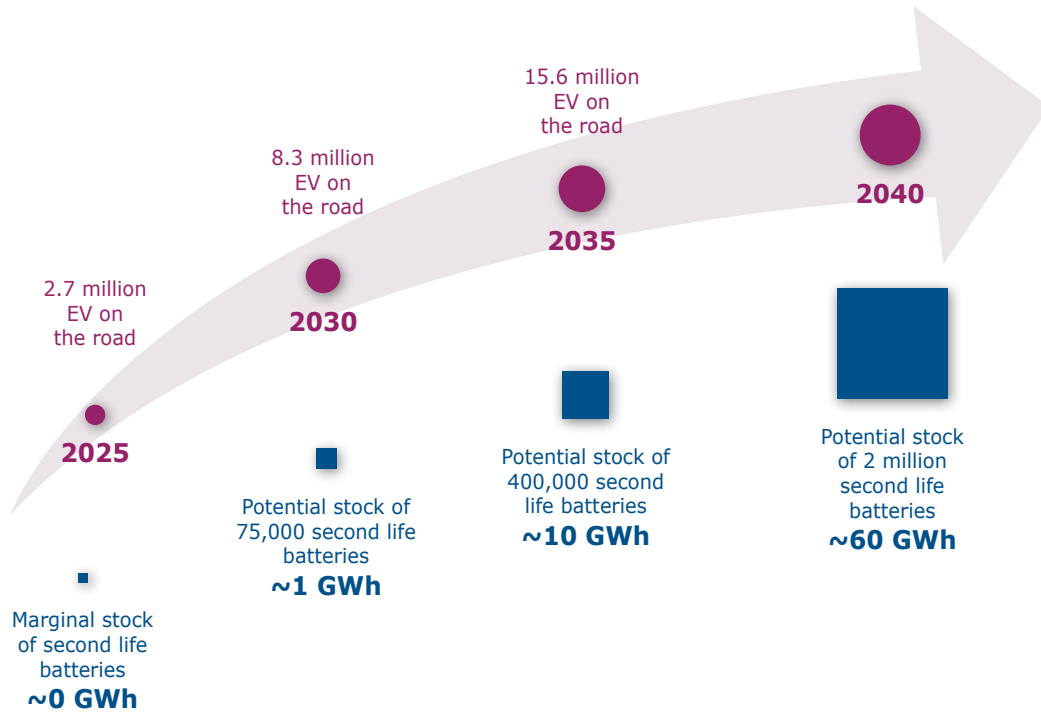 2.7 million
EV on
the road
2025
Marginal stock
of second life
batteries
~0 GWh
8.3 million
EV on
the road
2030
Potential stock of
75,000 second life
batteries
~1 GWh
15.6 million
EV on
the road
2035
Potential stock of
400,000 second
life batteries
~10 GWh
2040
Potential stock
of 2 million
second life
batteries
~60 GWh